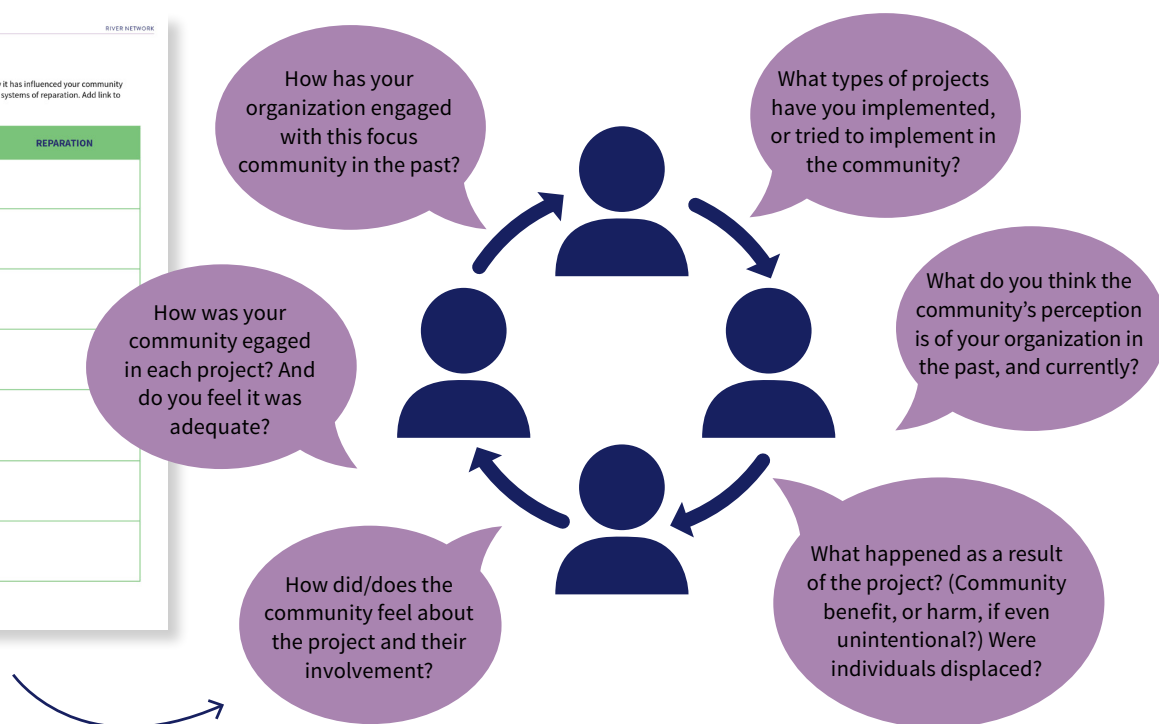 RIVER NETWORK
it has influenced your community
systems of reparation. Add link to
REPARATION
How has your
organization engaged
with this focus
community in the past?
What types of projects
have you implemented,
or tried to implement in
the community?
What do you think the
community’s perception
is of your organization in
the past, and currently?
What happened as a result
of the project? (Community
benefit, or harm, if even
unintentional?) Were
individuals displaced?
How did/does the
community feel about
the project and their
involvement?
How was your
community egaged
in each project? And
do you feel it was
adequate?